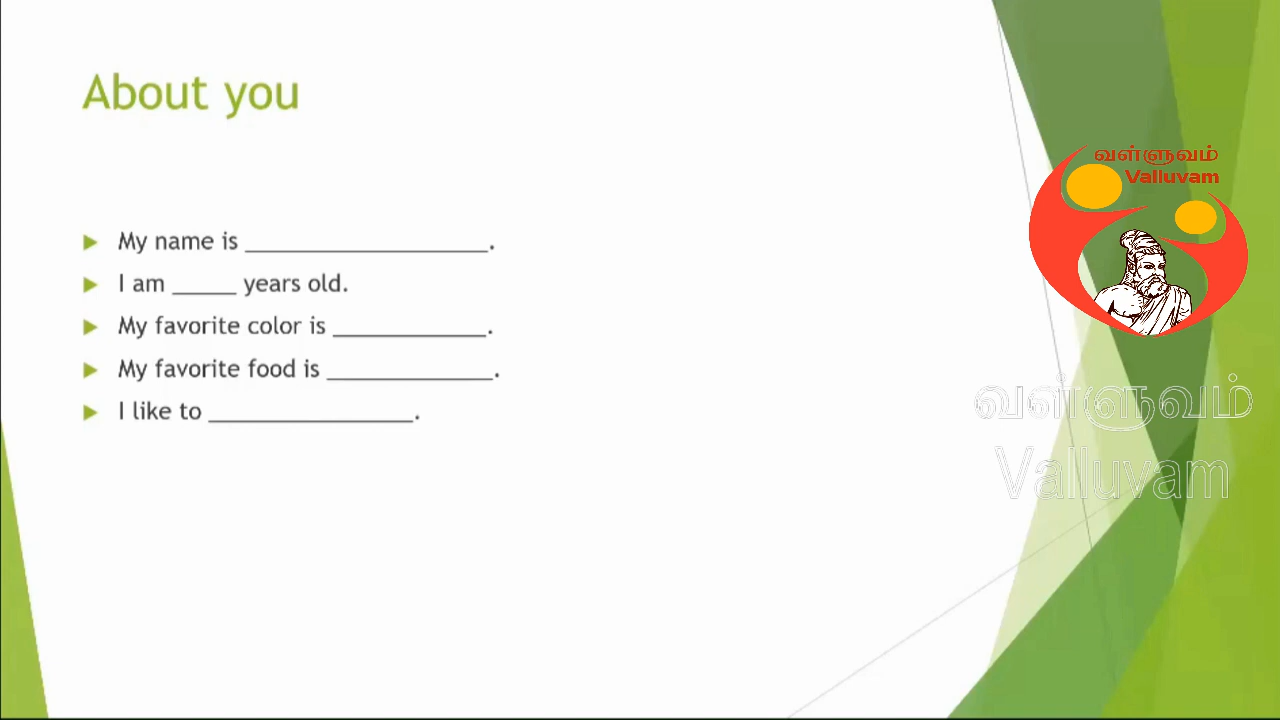 About you
My name is ___________________.
I am _____ years old.
My favorite color is ____________.
My favorite food is _____________.
I like to ________________.
வள்ளுவம்
Valluvam
வள்ளுவம்
Valluvam